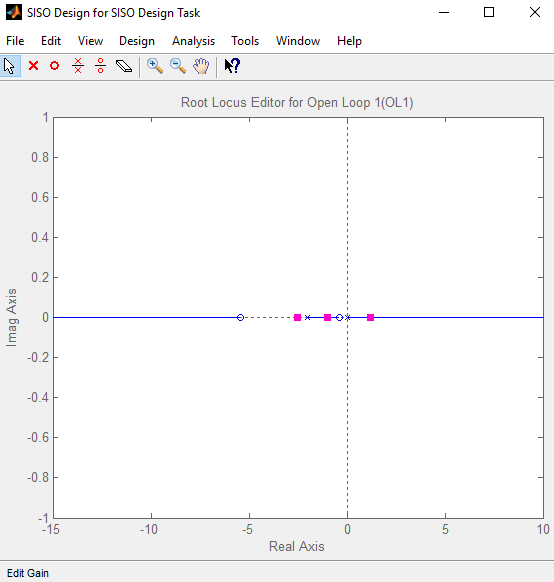 SISO Design for SISO Design Task
File Edit View Design Analysis Tools Window Help
Root Locus Editor for Open Loop 1(OL1)
1
0.8
0.6
0.4
0.2
0
-0.2
-0.4
-0.6
-0.8
-1
Imag Axis
-15 -10 -5 0 5 10
Real Axis
Edit Gain